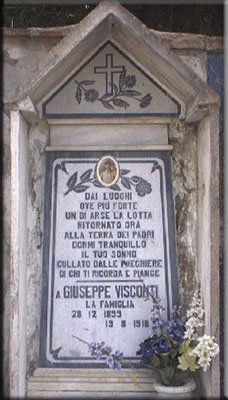 DAI LUOGHI
OVE PIU FORTE
UN DI ARSE LA LOTTA
RITORNATO ORA
ALLA TERRA DEI PADRI
DORMI TRANQUILLO
IL TUO SONNO
CULLATO DALLE PREGHIERE
DI CHI TI RICORDA E PIANGE
A GIUSEPPE VISCONTI
LA FAMIGLIA
28 12 1899
19 8 1918